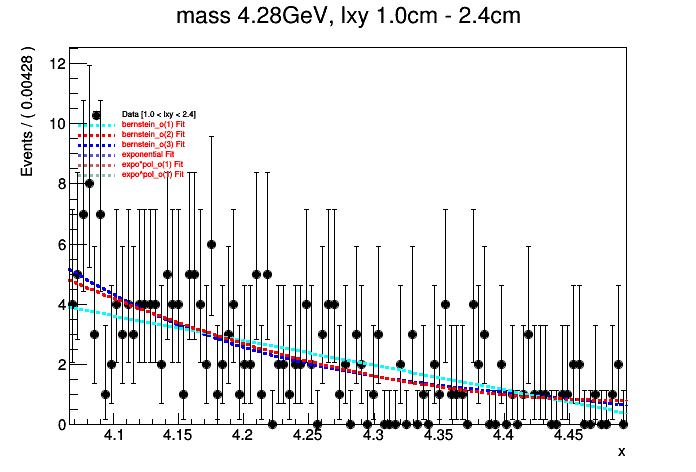 mass 4.28GeV, lxy 1.0cm - 2.4cm
Events / ( 0.00428 )
12
10
8
6
4
2
0
Data [1.0 < lxy < 2.4]
bernstein_o(1) Fit
bernstein_o(2) Fit
bernstein_o(3) Fit
exponential Fit
expo*pol_o(1) Fit
4.1 4.15 4.2 4.25 4.3 4.35 4.4 4.45
x